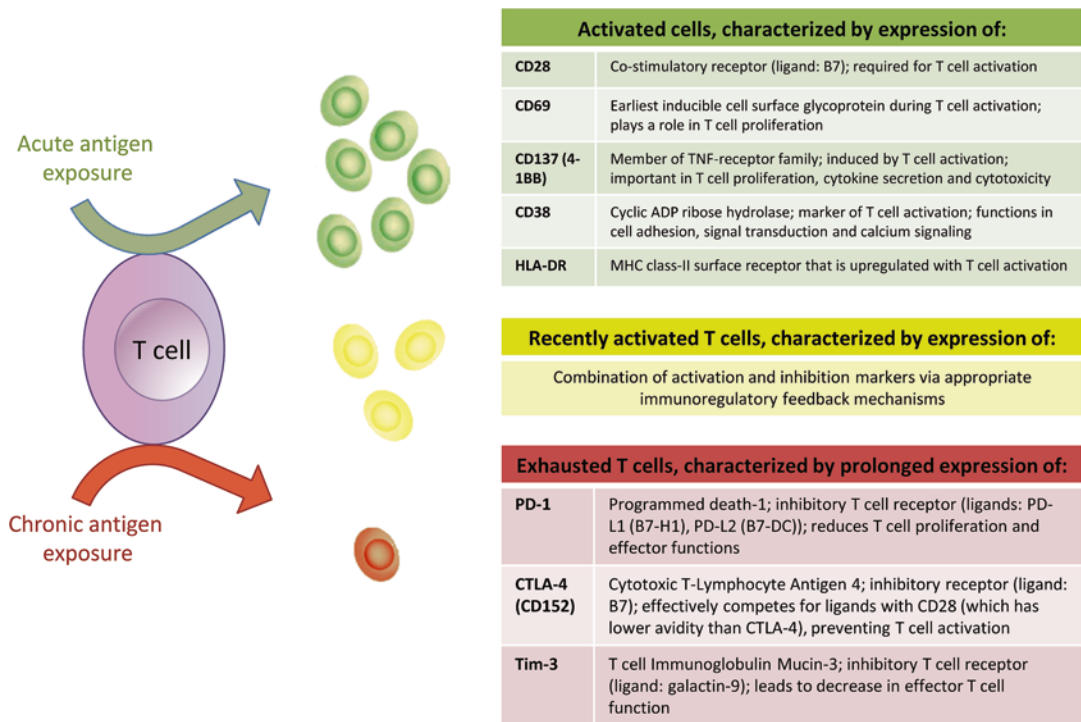 Acute antigen
exposure
T cell
Chronic antigen
exposure
Activated cells, characterized by expression of:
CD28 Co-stimulatory receptor (ligand: B7); required for T cell activation
CD69 Earliest inducible cell surface glycoprotein during T cell activation;
plays a role in T cell proliferation
CD137 (4- Member of TNF-receptor family; induced by T cell activation;
1BB) important in T cell proliferation, cytokine secretion and cytotoxicity
CD38 Cyclic ADP ribose hydrolase; marker of T cell activation; functions in
cell adhesion, signal transduction and calcium signaling
HLA-DR MHC class-II surface receptor that is upregulated with T cell activation
Recently activated T cells, characterized by expression of:
Combination of activation and inhibition markers via appropriate
immunoregulatory feedback mechanisms
Exhausted T cells, characterized by prolonged expression of:
PD-1 Programmed death-1; inhibitory T cell receptor (ligands: PD-
L1 (B7-H1), PD-L2 (B7-DC)); reduces T cell proliferation and
effector functions
CTLA-4 Cytotoxic T-Lymphocyte Antigen 4; inhibitory receptor (ligand:
(CD152) B7); effectively competes for ligands with CD28 (which has
lower avidity than CTLA-4), preventing T cell activation
Tim-3 T cell Immunoglobulin Mucin-3; inhibitory T cell receptor
(ligand: galactin-9); leads to decrease in effector T cell
function